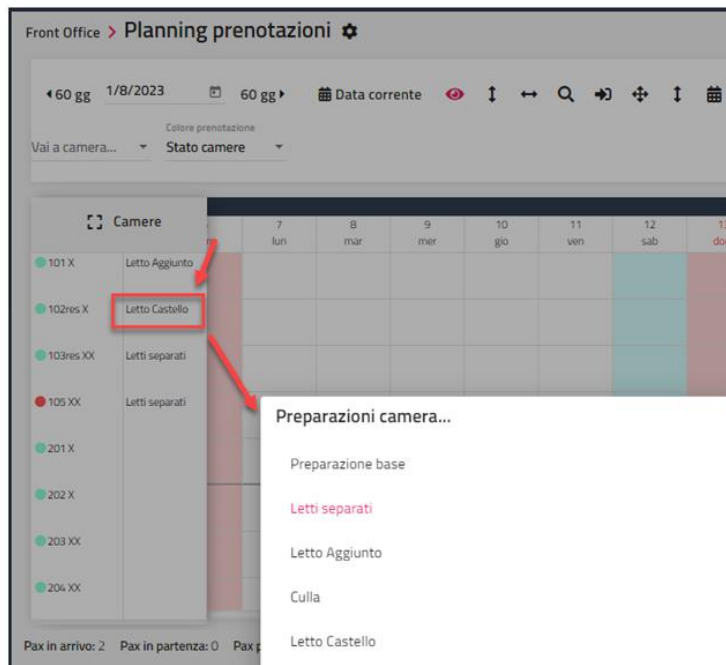 Front Office > Planning prenotazioni
60 gg 1/8/2023 60 gg Data corrente
Colore prenotazione
Vai a camera... Stato camere
Camere
7 8 9 10 11 12
lun mar mer gio ven sab
101 X Letto Aggiunto
102res X Letto Castello
103res XX Letti separati
105 XX Letti separati
201 X
202 X
203 XX
204 XX
Preparazioni camera...
Preparazione base
Letti separati
Letto Aggiunto
Culla
Letto Castello
Pax in arrivo: 2 Pax in partenza: 0 Pax